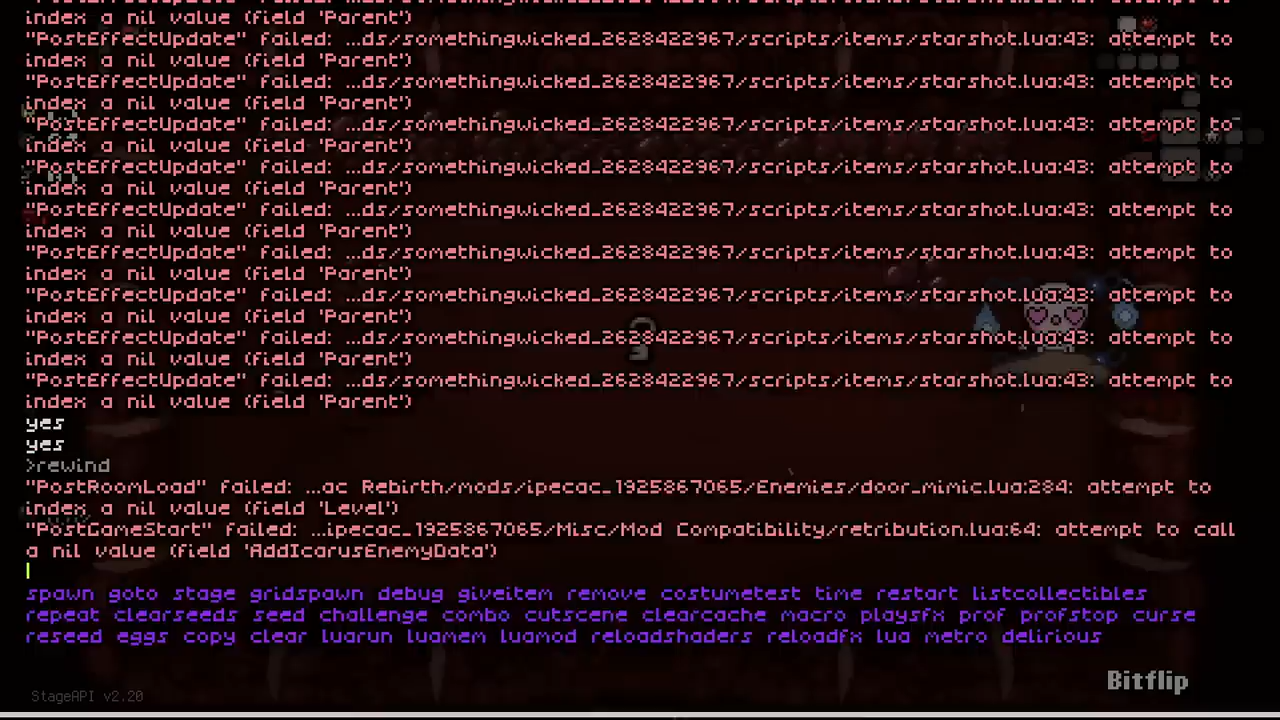 index a nil value (field 'Parent')
"PostEffectUpdate" failed: ...ds/somethingwicked_2628422967/scripts/items/starshot.lua:43: attempt to
index a nil value (field 'Parent')
"PostEffectUpdate" failed: ...ds/somethingwicked_2628422967/scripts/items/starshot.lua:43: attempt to
index a nil value (field 'Parent')
"PostEffectUpdate" failed: ...ds/somethingwicked_2628422967/scripts/items/starshot.lua:43: attempt to
index a nil value (field 'Parent')
"PostEffectUpdate" failed: ...ds/somethingwicked_2628422967/scripts/items/starshot.lua:43: attempt to
index a nil value (field 'Parent')
"PostEffectUpdate" failed: ...ds/somethingwicked_2628422967/scripts/items/starshot.lua:43: attempt to
index a nil value (field 'Parent')
"PostEffectUpdate" failed: ...ds/somethingwicked_2628422967/scripts/items/starshot.lua:43: attempt to
index a nil value (field 'Parent')
"PostEffectUpdate" failed: ...ds/somethingwicked_2628422967/scripts/items/starshot.lua:43: attempt to
index a nil value (field 'Parent')
"PostEffectUpdate" failed: ...ds/somethingwicked_2628422967/scripts/items/starshot.lua:43: attempt to
index a nil value (field 'Parent')
"PostEffectUpdate" failed: ...ds/somethingwicked_2628422967/scripts/items/starshot.lua:43: attempt to
index a nil value (field 'Parent')
yes
yes
>rewind
"PostRoomLoad" failed: ...ac Rebirth/mods/ipecac_1925867065/Enemies/door_mimic.lua:284: attempt to
index a nil value (field 'Level')
"PostGameStart" failed: ...ipecac_1925867065/Misc/Mod Compatibility/retribution.lua:64: attempt to call
a nil value (field 'AddIcarusEnemyData')
spawn goto stage gridspawn debug giveitem remove costumetest time restart listcollectibles
repeat clearseeds seed challenge combo cutscene clearcache macro playsfx prof profstop curse
reseed eggs copy clear luarun luamem luamod reloadshaders reloadfx lua metro delirious
Bitflip
StageAPI v2.20